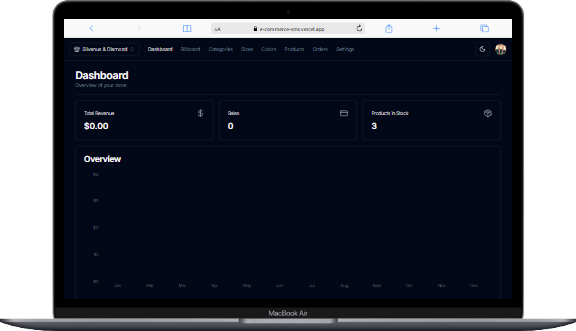 AA e-commerce-sms.vercel.app
Silvenus & Diamond Dashboard Billboard Categories Sizes Colors Products Orders Settings
Dashboard
Overview of your store
Total Revenue $
$0.00
Sales
0
Products In Stock
3
Overview
$4
$3
$2
$1
$0
Jan Feb Mar Apr May Jun Jul Aug Sept Oct Nov Dec
MacBook Air